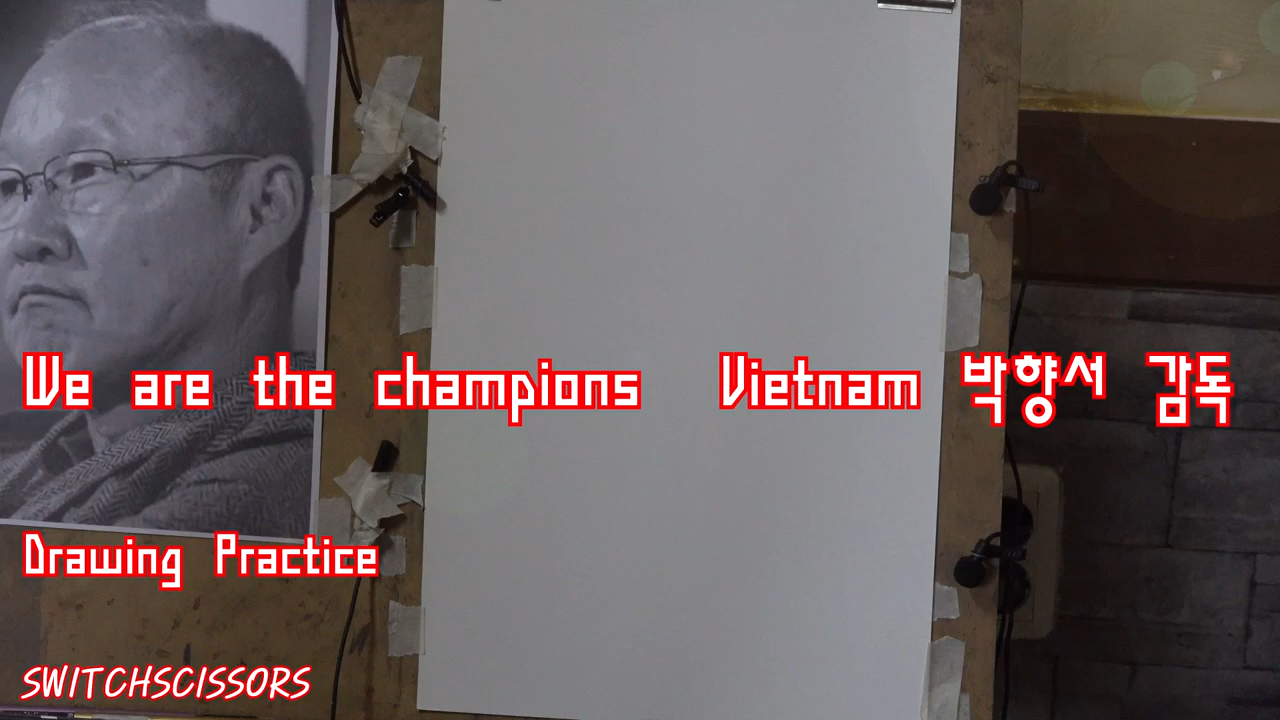 We are the champions Vietnam 박항서 감독
Drawing Practice
SWITCHSCISSORS